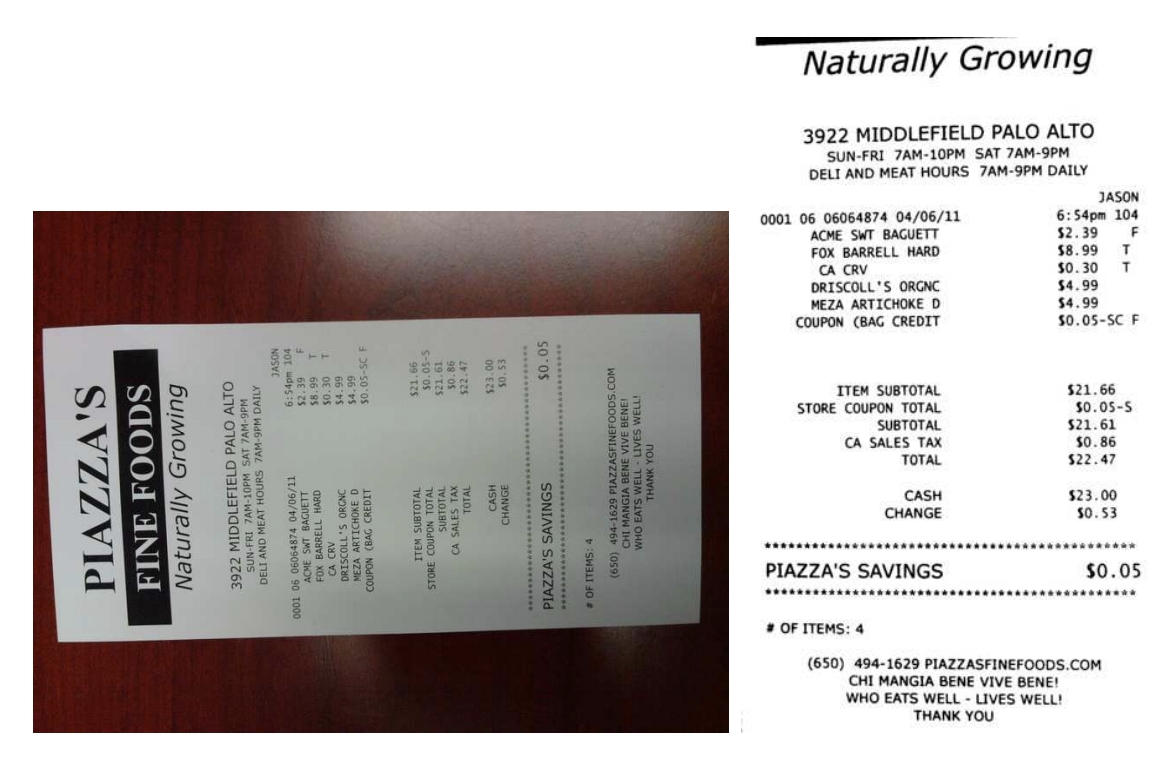 PIAZZA'S
FINE FOODS
Naturally Growing
3922 MIDDLEFIELD PALO ALTO
SUN-FRI 7AM-10PM SAT 7AM-9PM
DELI AND MEAT HOURS 7AM-9PM DAILY
JASON
0001 06 06064874 04/06/11 6:54pm 104
ACME SWT BAGUETT $2.39 F
FOX BARRELL HARD $8.99 T
CA CRV $0.30 T
DRISCOLL'S ORGNC $4.99
MEZA ARTICHOKE D $4.99
COUPON (BAG CREDIT $0.05-SC F
ITEM SUBTOTAL $21.66
STORE COUPON TOTAL $0.05-S
SUBTOTAL $21.61
CA SALES TAX $0.86
TOTAL $22.47
CASH $23.00
CHANGE $0.53
***********************************************
PIAZZA'S SAVINGS $0.05
***********************************************
# OF ITEMS: 4
(650) 494-1629 PIAZZASFINEFOODS.COM
CHI MANGIA BENE VIVE BENE!
WHO EATS WELL - LIVES WELL!
THANK YOU
Naturally Growing
3922 MIDDLEFIELD PALO ALTO
SUN-FRI 7AM-10PM SAT 7AM-9PM
DELI AND MEAT HOURS 7AM-9PM DAILY
JASON
0001 06 06064874 04/06/11 6:54pm 104
ACME SWT BAGUETT $2.39 F
FOX BARRELL HARD $8.99 T
CA CRV $0.30 T
DRISCOLL'S ORGNC $4.99
MEZA ARTICHOKE D $4.99
COUPON (BAG CREDIT $0.05-SC F
ITEM SUBTOTAL $21.66
STORE COUPON TOTAL $0.05-S
SUBTOTAL $21.61
CA SALES TAX $0.86
TOTAL $22.47
CASH $23.00
CHANGE $0.53
***********************************************
PIAZZA'S SAVINGS $0.05
***********************************************
# OF ITEMS: 4
(650) 494-1629 PIAZZASFINEFOODS.COM
CHI MANGIA BENE VIVE BENE!
WHO EATS WELL - LIVES WELL!
THANK YOU